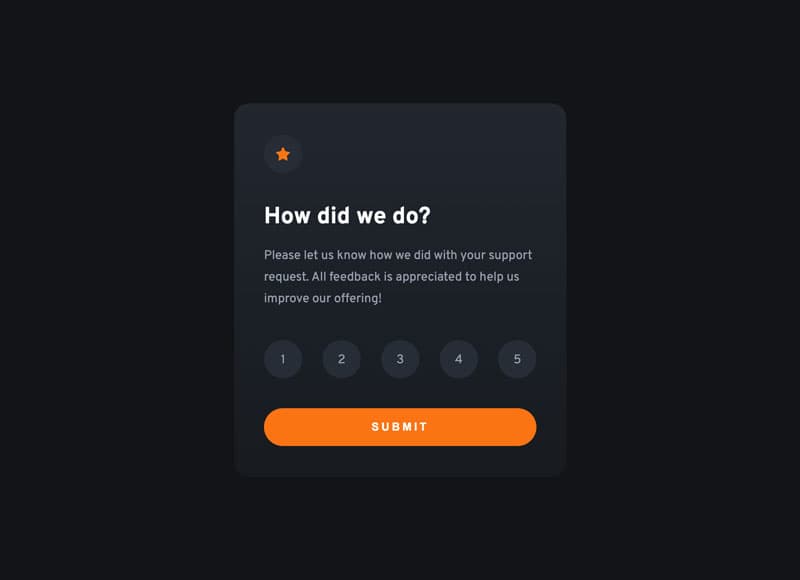 How did we do?
Please let us know how we did with your support
request. All feedback is appreciated to help us
improve our offering!
1 2 3 4 5
SUBMIT